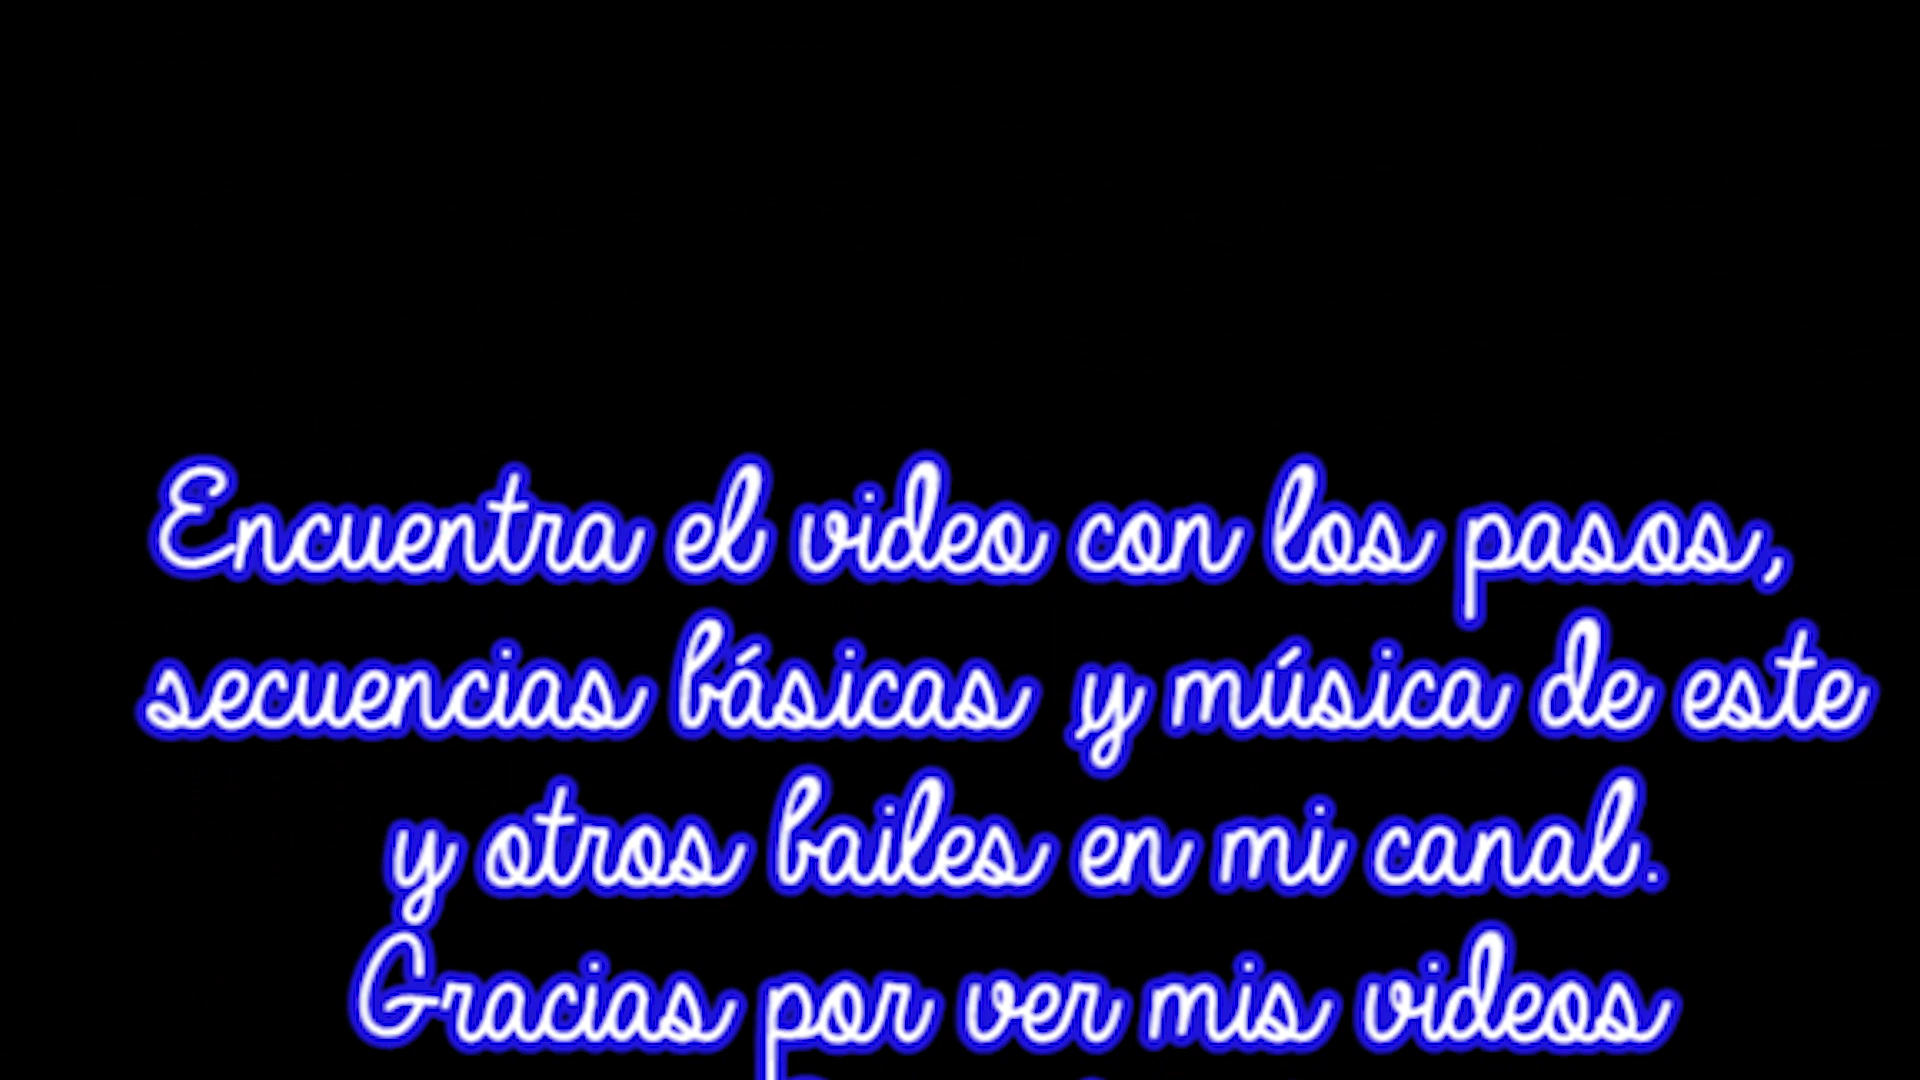 Encuentra el video con los pasos,
secuencias básicas y música de este
y otros bailes en mi canal.
Gracias por ver mis videos